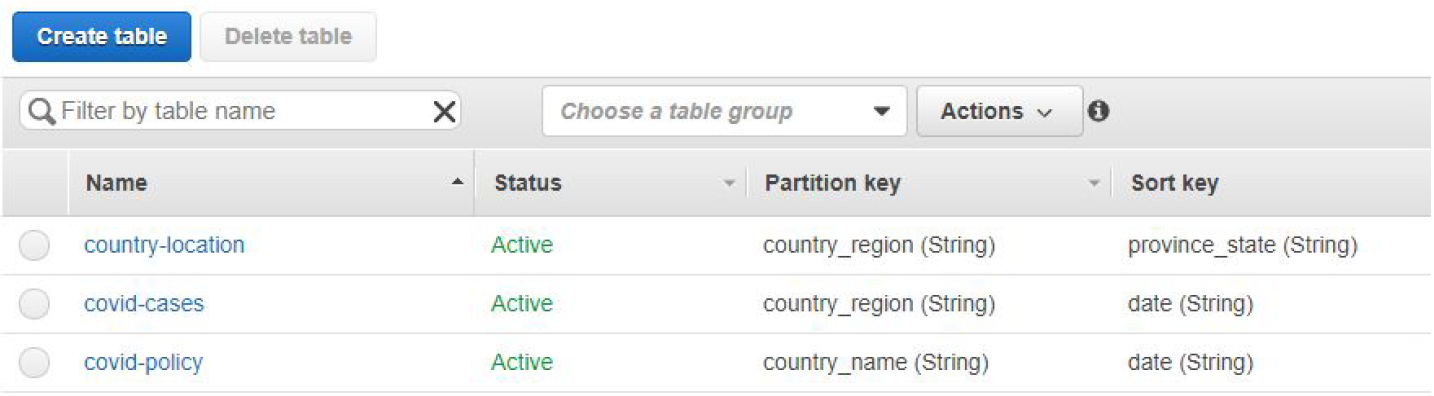 Create table Delete table
Filter by table name Choose a table group Actions
Name Status Partition key Sort key
country-location Active country_region (String) province_state (String)
covid-cases Active country_region (String) date (String)
covid-policy Active country_name (String) date (String)